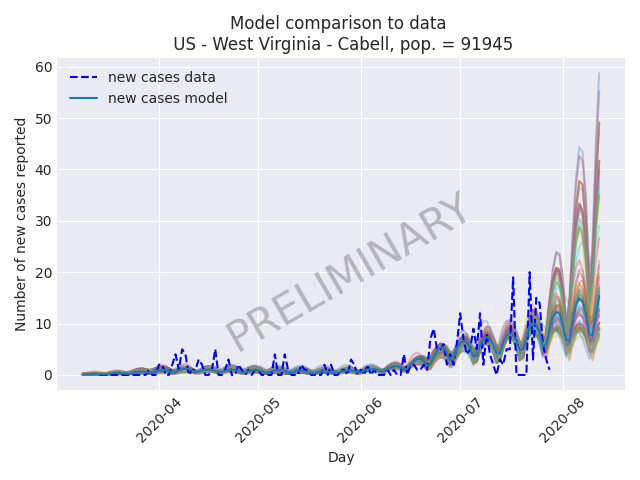 Model comparison to data
US - West Virginia - Cabell, pop. = 91945
60
new cases data
new cases model
50
40
30
20
10
0
Number of new cases reported
PRELIMINARY
2020-04
2020-05
2020-06
2020-07
2020-08
Day